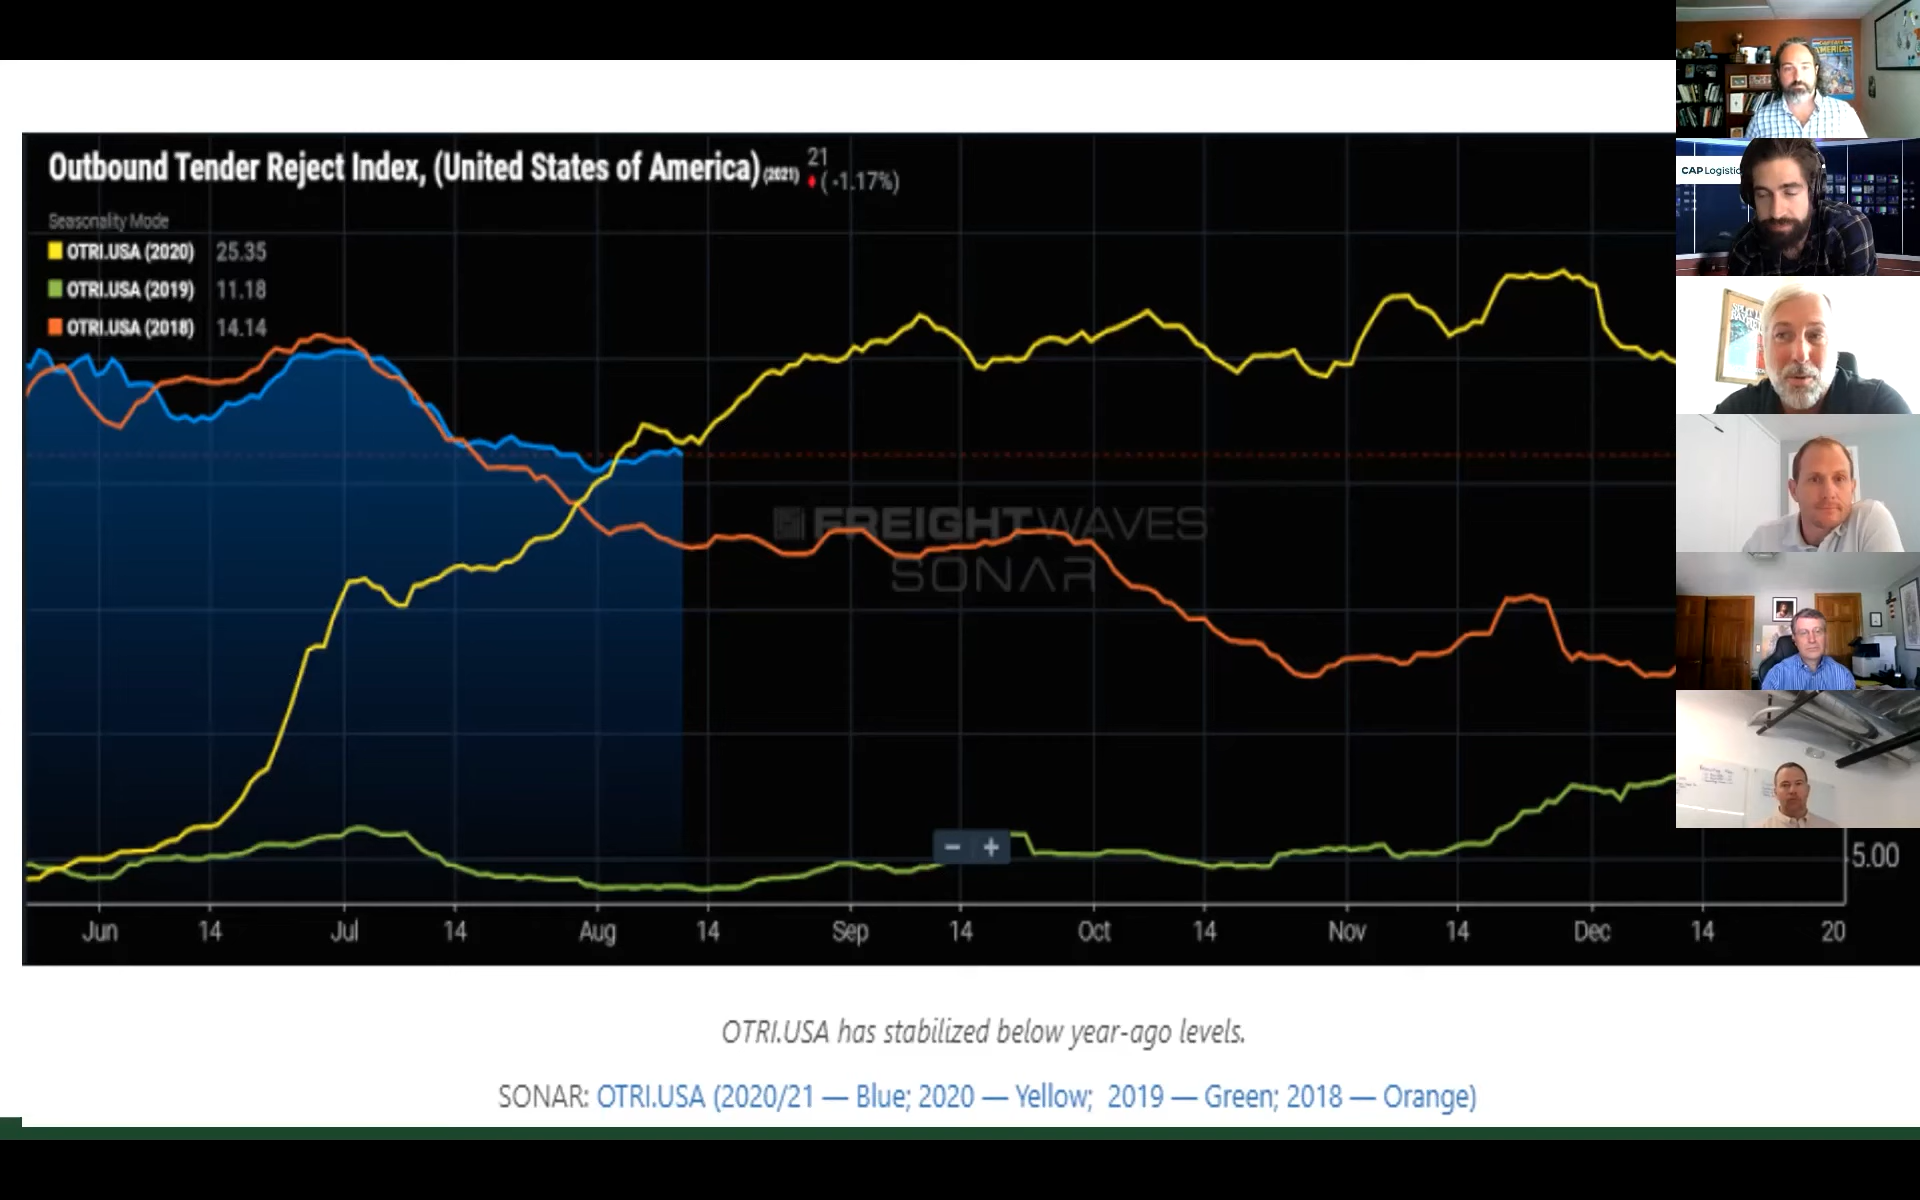 Outbound Tender Reject Index, (United States of America) (2021) 21
(-1.17%)
Seasonality Mode
OTRI.USA (2020) 25.35
OTRI.USA (2019) 11.18
OTRI.USA (2018) 14.14
CAP Logistic
FREIGHTWAVES
SONAR
5.00
Jun 14 Jul 14 Aug 14 Sep 14 Oct 14 Nov 14 Dec 14 20
OTRI.USA has stabilized below year-ago levels.
SONAR: OTRI.USA (2020/21 — Blue; 2020 — Yellow; 2019 — Green; 2018 — Orange)